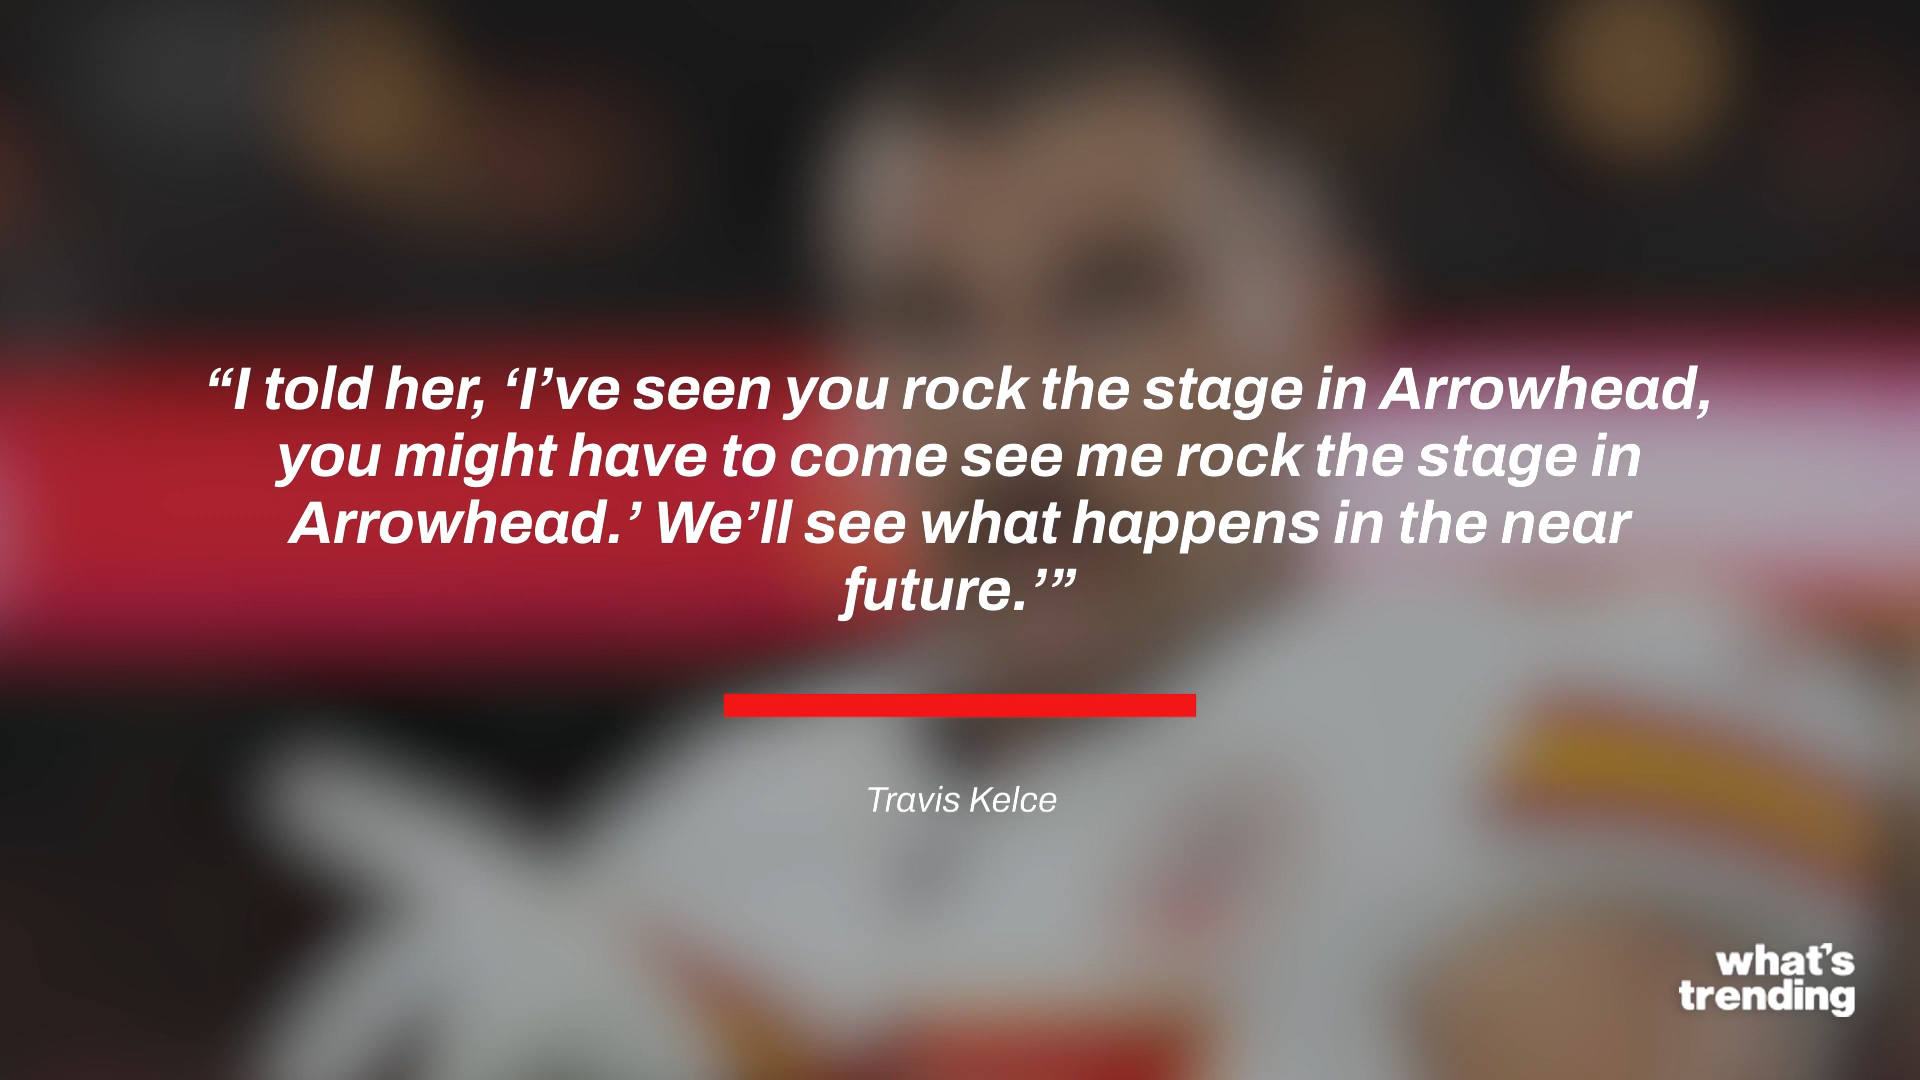 “I told her, ‘I’ve seen you rock the stage in Arrowhead,
you might have to come see me rock the stage in
Arrowhead.’ We’ll see what happens in the near
future.’”
Travis Kelce
what’s
trending